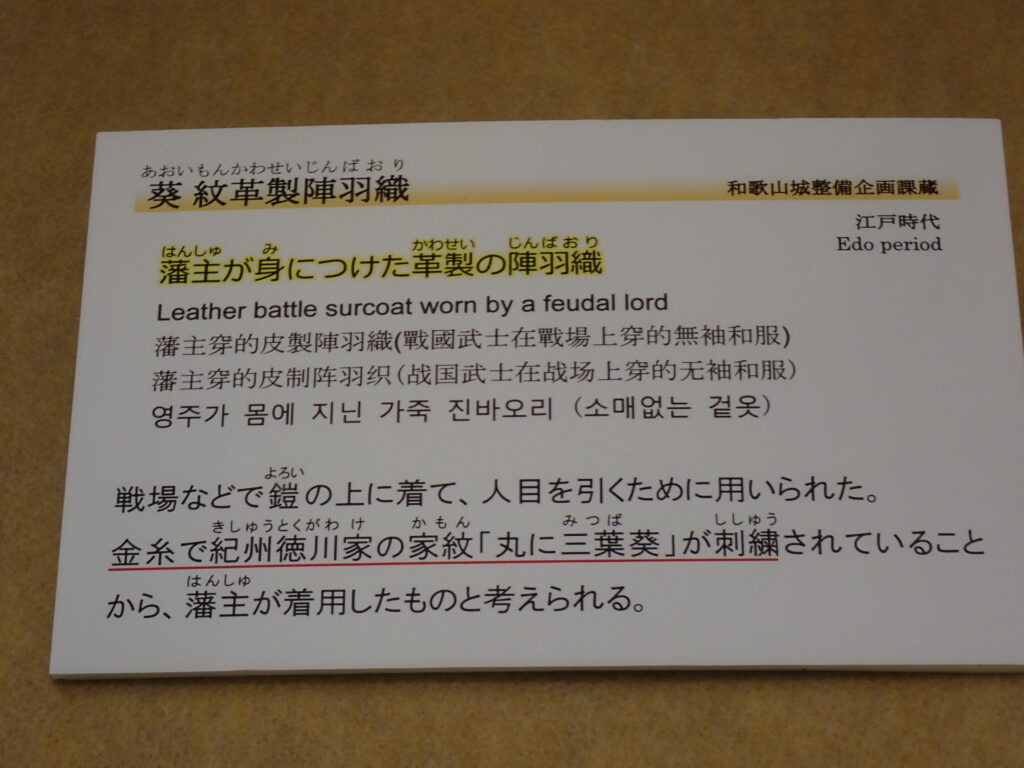 あおいもんかわせいじんばおり
葵紋革製陣羽織
和歌山城整備企画課蔵
江戸時代
Edo period
はんしゅ み かわせい じんばおり
藩主が身につけた革製の陣羽織
Leather battle surcoat worn by a feudal lord
藩主穿的皮製陣羽織(戰國武士在戰場上穿的無袖和服)
藩主穿的皮制阵羽织(战国武士在战场上穿的无袖和服)
영주가 몸에 지닌 가죽 진바오리 (소매없는 겉옷)
よろい
戦場などで鎧の上に着て、人目を引くために用いられた。
きしゅうとくがわけ かもん みつば ししゅう
金糸で紀州徳川家の家紋「丸に三葉葵」が刺繍されていること
はんしゅ
から、藩主が着用したものと考えられる。